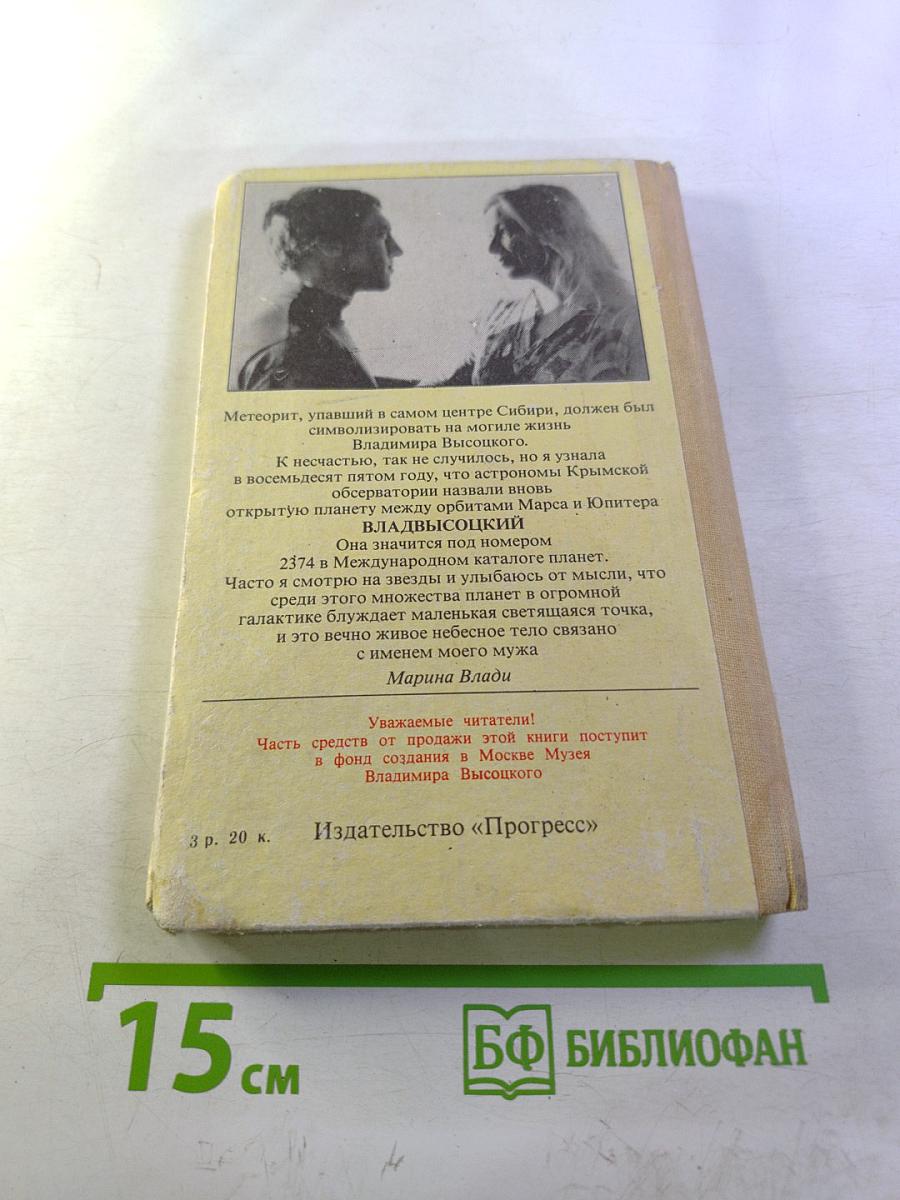 Метеорит, упавший в самом центре Сибири, должен был
символизировать на могиле жизнь
Владимира Высоцкого.
К несчастью, так не случилось, но я узнала
в восемьдесят пятом году, что астрономы Крымской
обсерватории назвали вновь
открытую планету между орбитами Марса и Юпитера
ВЛАДВЫСОЦКИЙ
Она значится под номером
2374 в Международном каталоге планет.
Часто я смотрю на звезды и улыбаюсь от мысли, что
среди этого множества планет в огромной
галактике блуждает маленькая светящаяся точка,
и это вечно живое небесное тело связано
с именем моего мужа
Марина Влади
Уважаемые читатели!
Часть средств от продажи этой книги поступит
в фонд создания в Москве Музея
Владимира Высоцкого
3 р. 20 к.
Издательство «Прогресс»
15 см
БФ БИБЛИОФАН